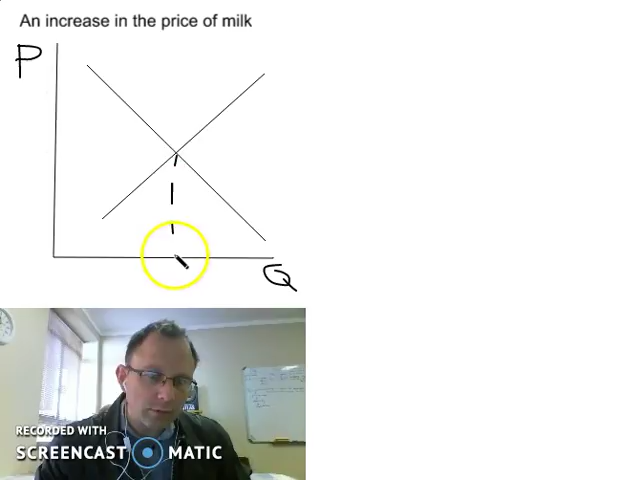 An increase in the price of milk
P
Q
RECORDED WITH
SCREENCAST MATIC